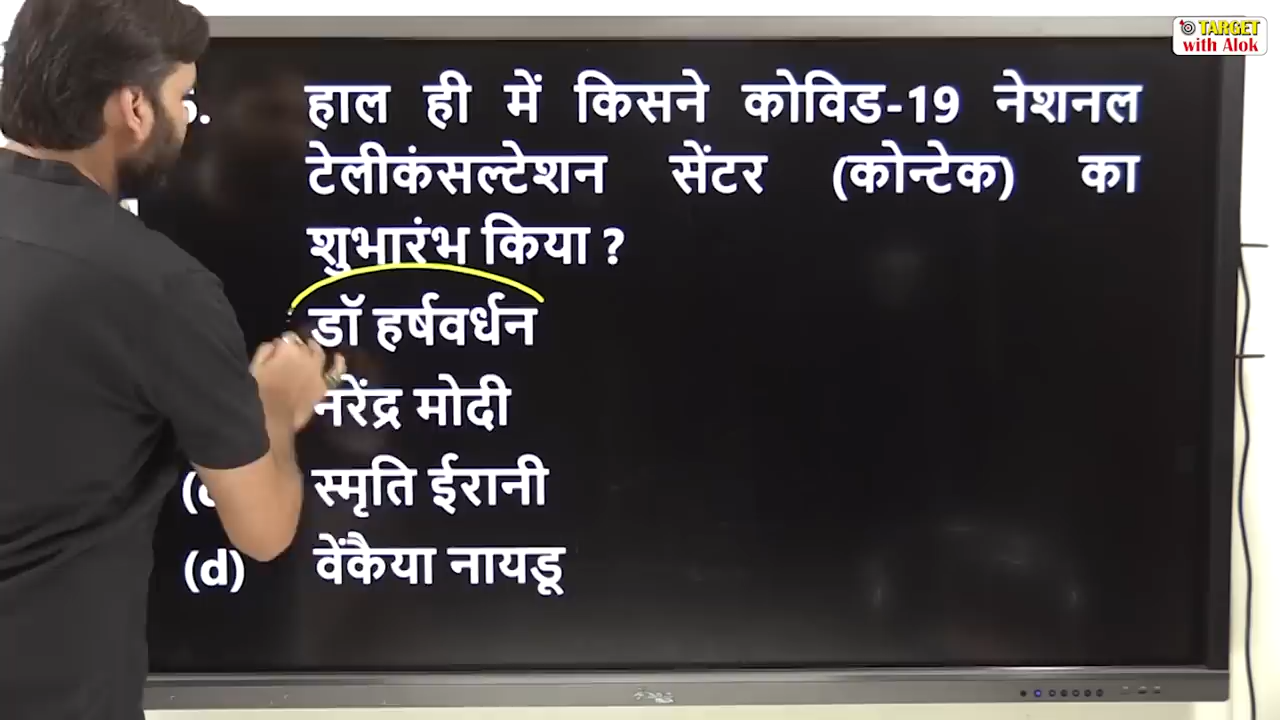 TARGET
with Alok
हाल ही में किसने कोविड-19 नेशनल
टेलीकंसल्टेशन सेंटर (कोन्टेक) का
शुभारंभ किया ?
डॉ हर्षवर्धन
नरेंद्र मोदी
स्मृति ईरानी
(d) वेंकैया नायडू